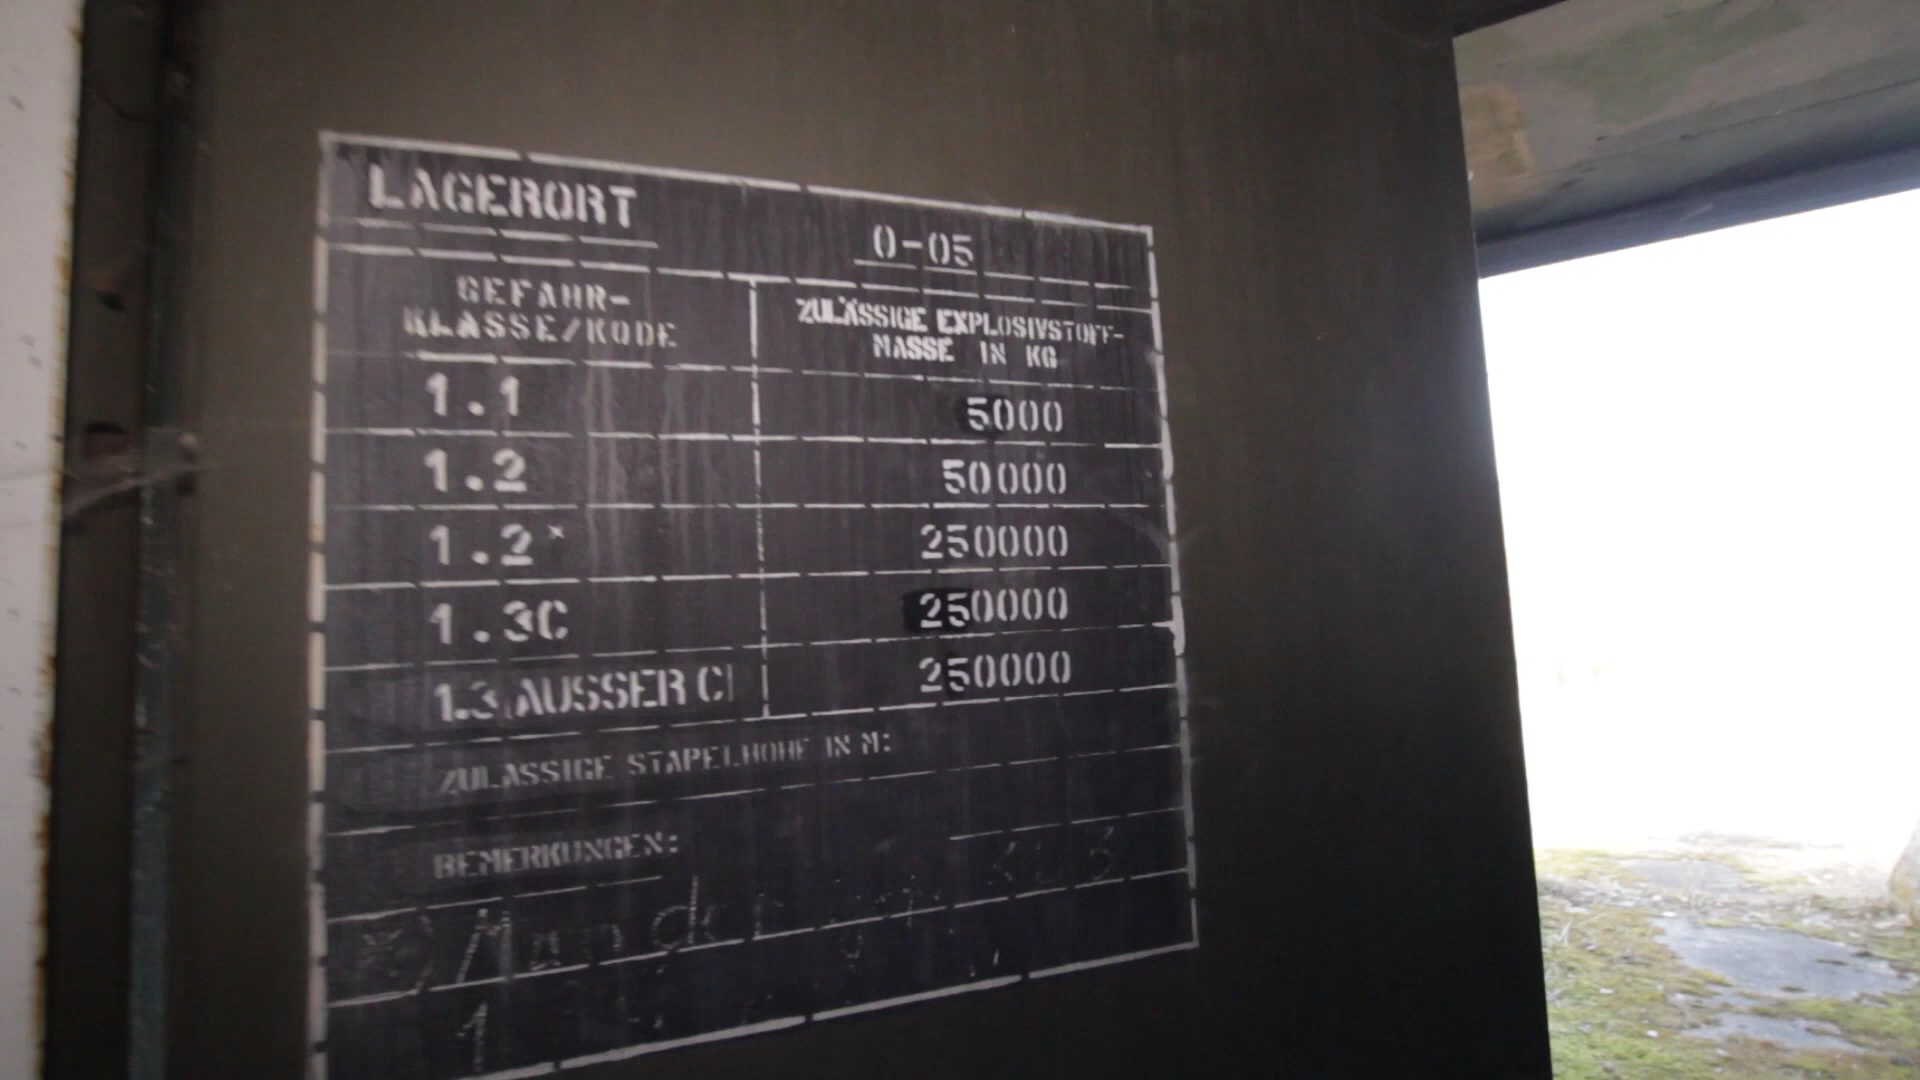 LAGERORT
0-05
GEFAHR-
KLASSE/KODE
ZULÄSSIGE EXPLOSIVSTOFF-
MASSE IN KG
1.1 5000
1.2 50000
1.2* 250000
1.3C 250000
1.3 AUSSER C 250000
ZULÄSSIGE STAPELHÖHE IN M:
BEMERKUNGEN: